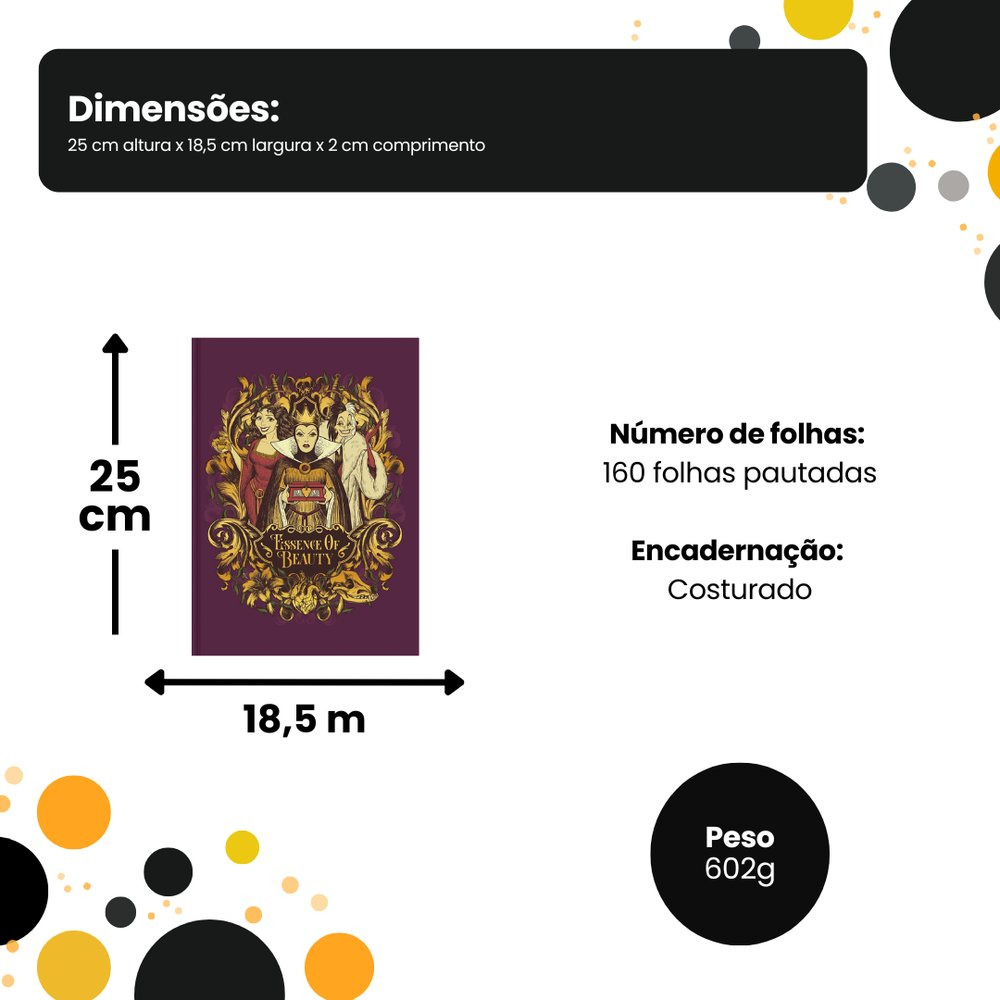 Dimensões:
25 cm altura x 18,5 cm largura x 2 cm comprimento
25
cm
Essence Of
Beauty
18,5 m
Número de folhas:
160 folhas pautadas
Encadernação:
Costurado
Peso
602g